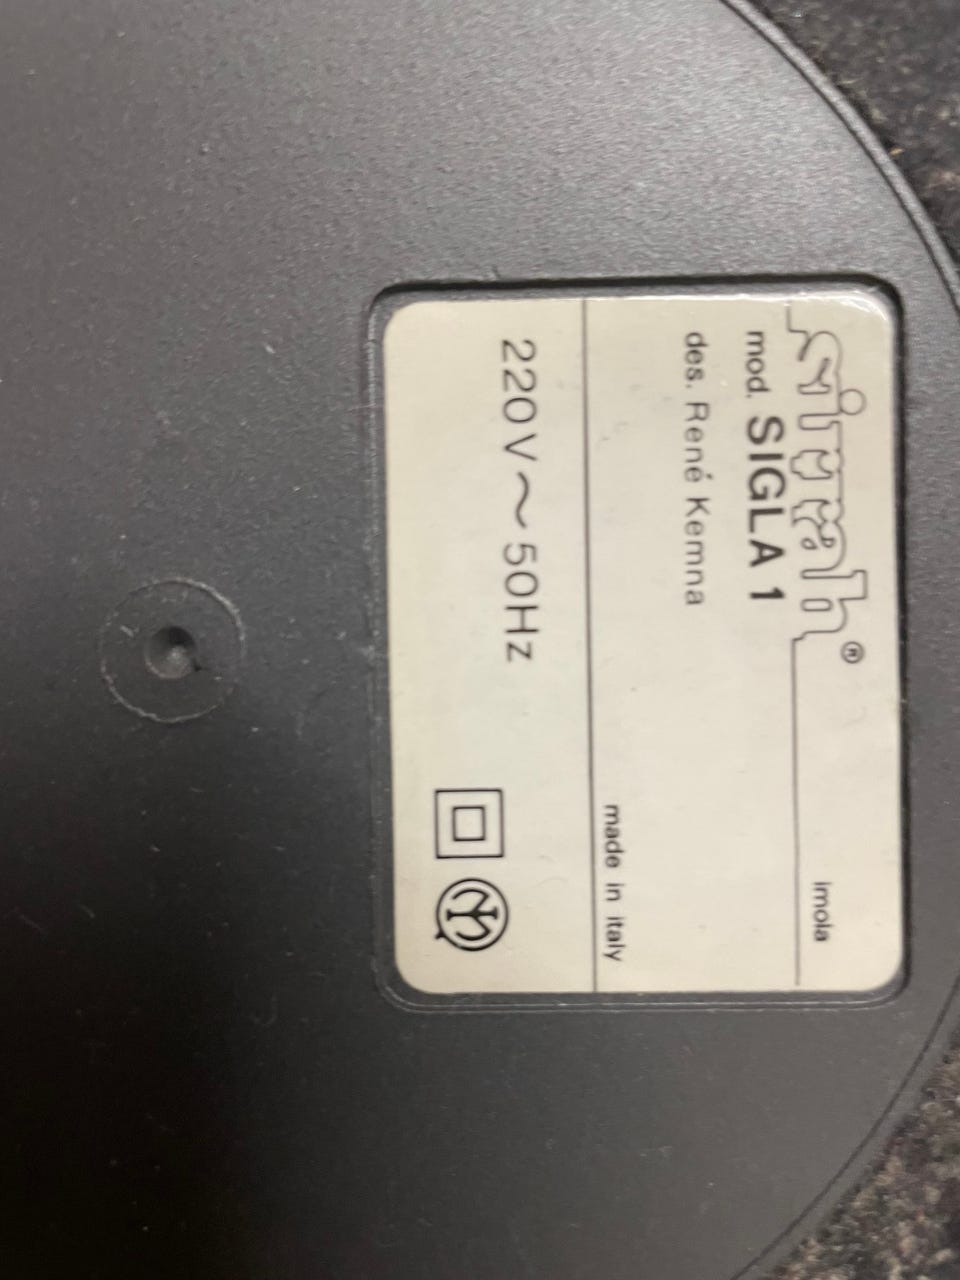 sirrah®
imola
mod. SIGLA 1
des. René Kemna
made in italy
220V~50Hz